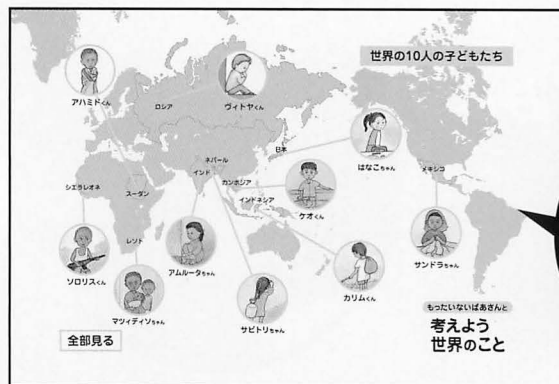 世界の10人の子どもたち
アハミドくん
ヴィトヤくん
ロシア
日本
はなこちゃん
ネパール
インド
カンボジア
メキシコ
シエラレオネ
スーダン
ケオくん
インドネシア
レソト
アムルータちゃん
ソロリスくん
マツィディソちゃん
サビトリちゃん
カリムくん
サンドラちゃん
もったいないばあさんと
考えよう
世界のこと
全部見る